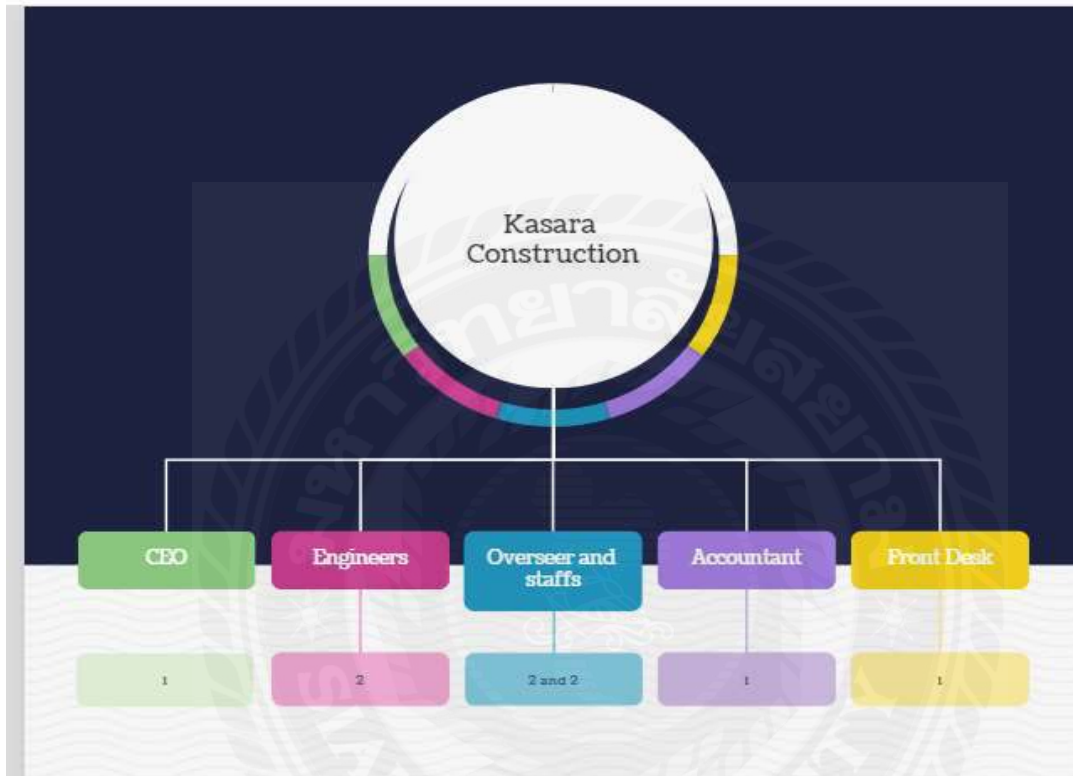 Kasara
Construction
CEO
Engineers
Overseer and
staffs
Accountant
Front Desk
1
2
2 and 2
1
1